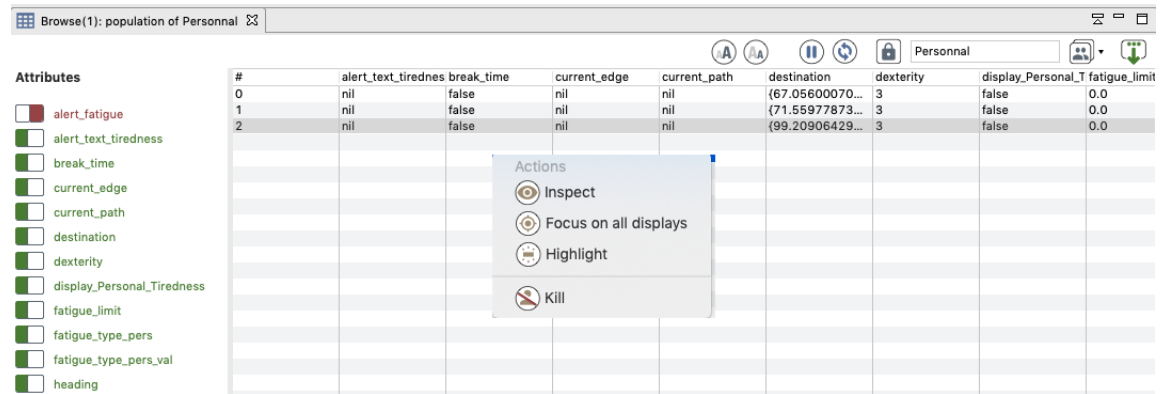 Browse(1): population of Personnal
AA AA Personnal
Attributes
# alert_text_tirednes break_time current_edge current_path destination dexterity display_Personal_T fatigue_limit
0 nil false nil nil {67.05600070... 3 false 0.0
1 nil false nil nil {71.55977873... 3 false 0.0
2 nil false nil nil {99.20906429... 3 false 0.0
alert_fatigue
alert_text_tiredness
break_time
current_edge
current_path
destination
dexterity
display_Personal_Tiredness
fatigue_limit
fatigue_type_pers
fatigue_type_pers_val
heading
Actions
Inspect
Focus on all displays
Highlight
Kill